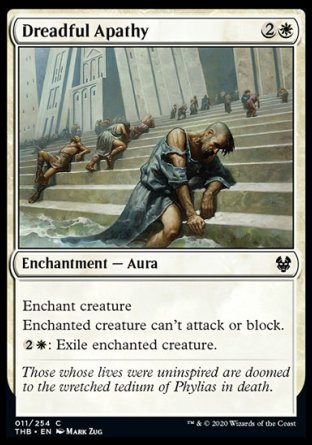 Dreadful Apathy 2
Enchantment — Aura
Enchant creature
Enchanted creature can't attack or block.
2: Exile enchanted creature.
Those whose lives were uninspired are doomed
to the wretched tedium of Phylias in death.
011/254 C
THB • EN Mark Zug
™ & © 2020 Wizards of the Coast